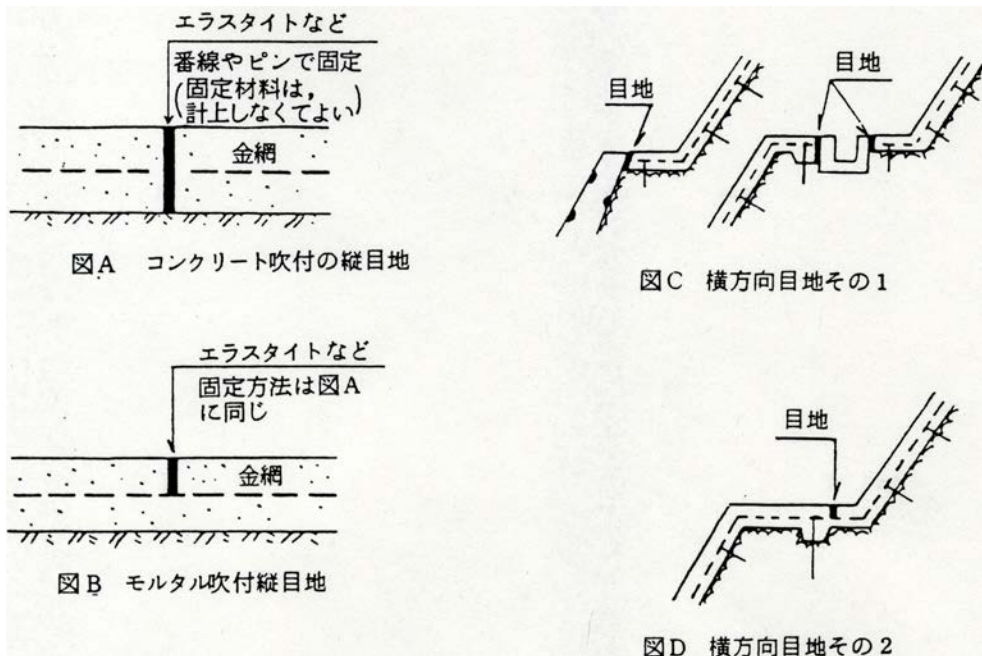 エラスタイトなど
番線やピンで固定
(固定材料は,
計上しなくてよい)
金網
図A コンクリート吹付の縦目地
エラスタイトなど
固定方法は図A
に同じ
金網
図B モルタル吹付縦目地
目地
目地
図C 横方向目地その1
目地
図D 横方向目地その2